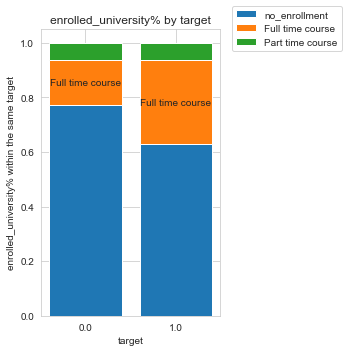 enrolled_university% by target
no_enrollment
Full time course
Part time course
enrolled_university% within the same target
1.0
0.8
0.6
0.4
0.2
0.0
Full time course
Full time course
0.0
1.0
target